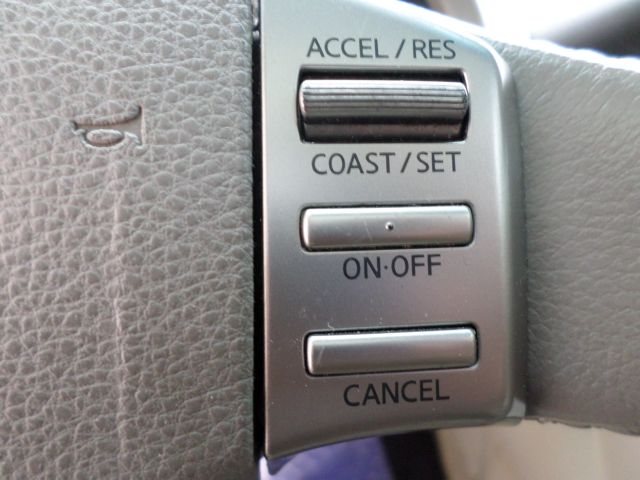 ACCEL / RES
COAST / SET
ON·OFF
CANCEL